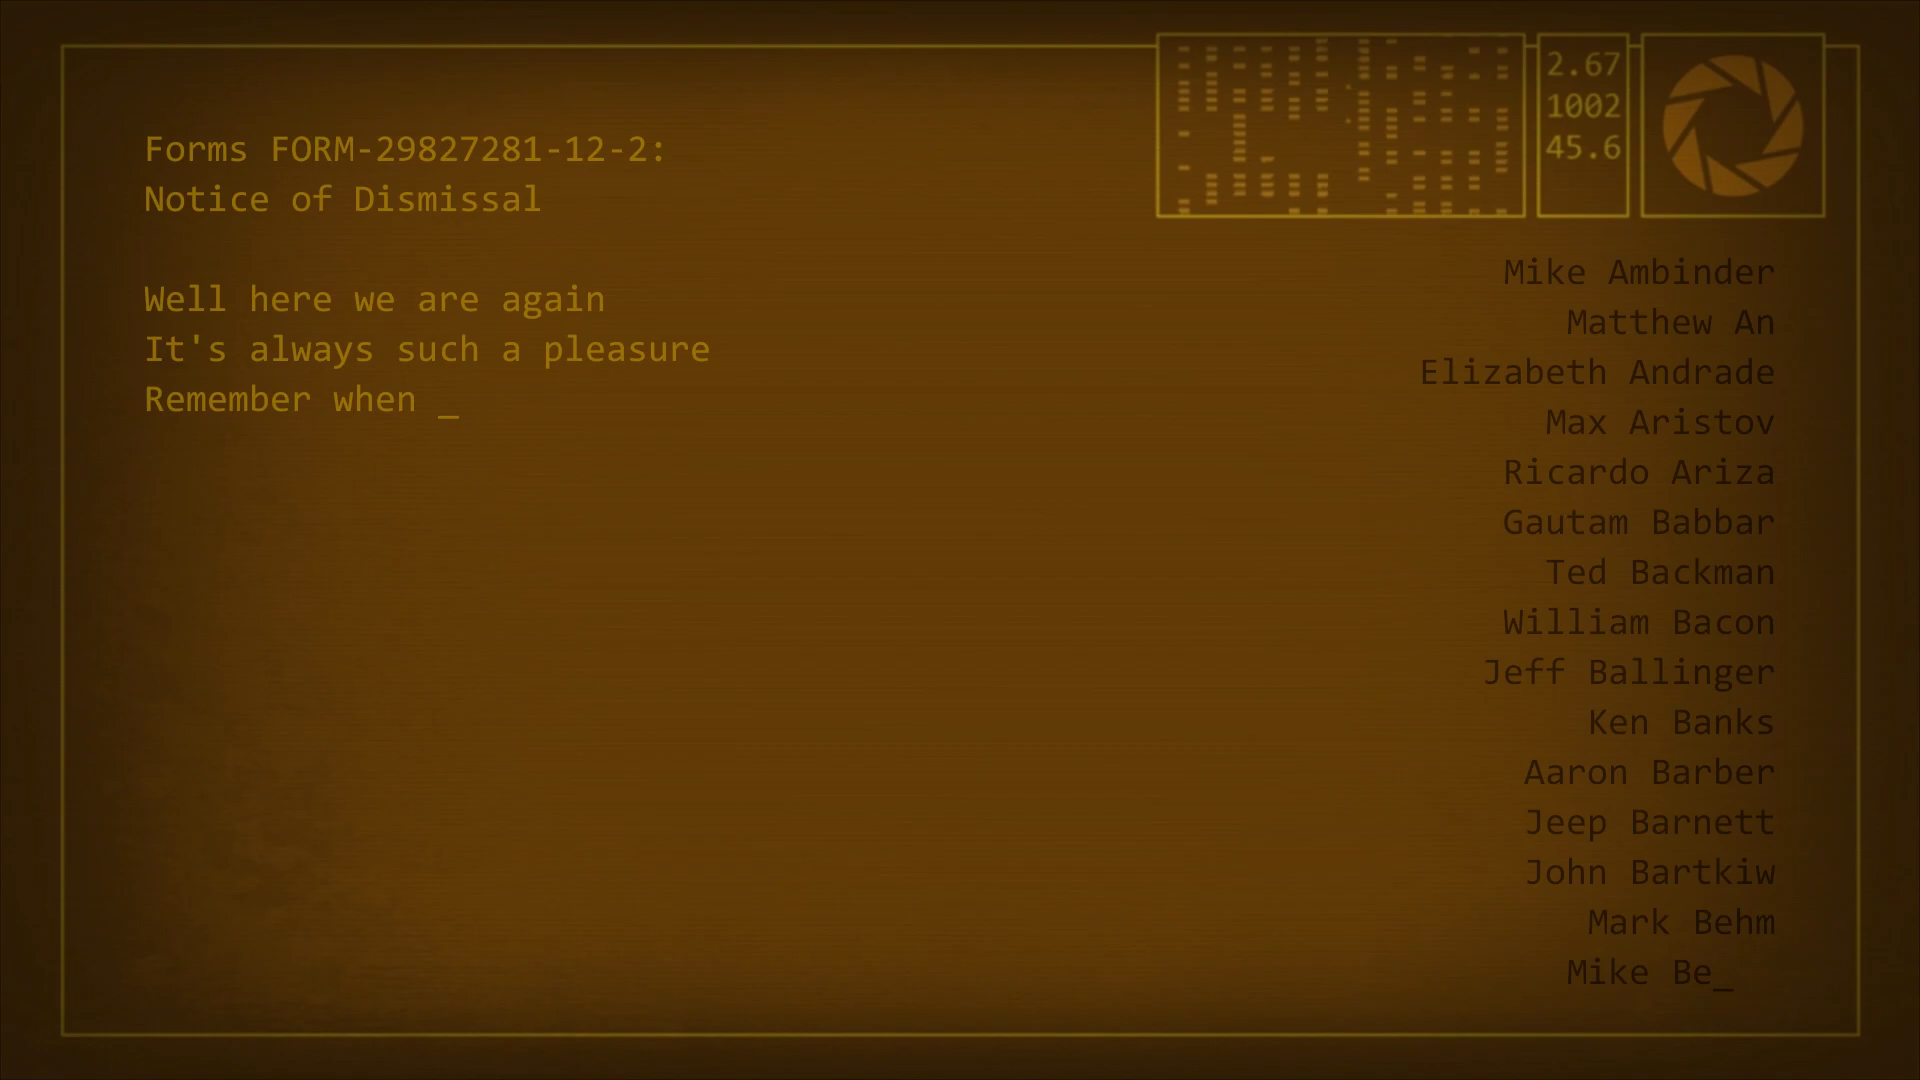 Forms FORM-29827281-12-2:
Notice of Dismissal
Well here we are again
It's always such a pleasure
Remember when _
2.67
1002
45.6
Mike Ambinder
Matthew An
Elizabeth Andrade
Max Aristov
Ricardo Ariza
Gautam Babbar
Ted Backman
William Bacon
Jeff Ballinger
Ken Banks
Aaron Barber
Jeep Barnett
John Bartkiw
Mark Behm
Mike Be_